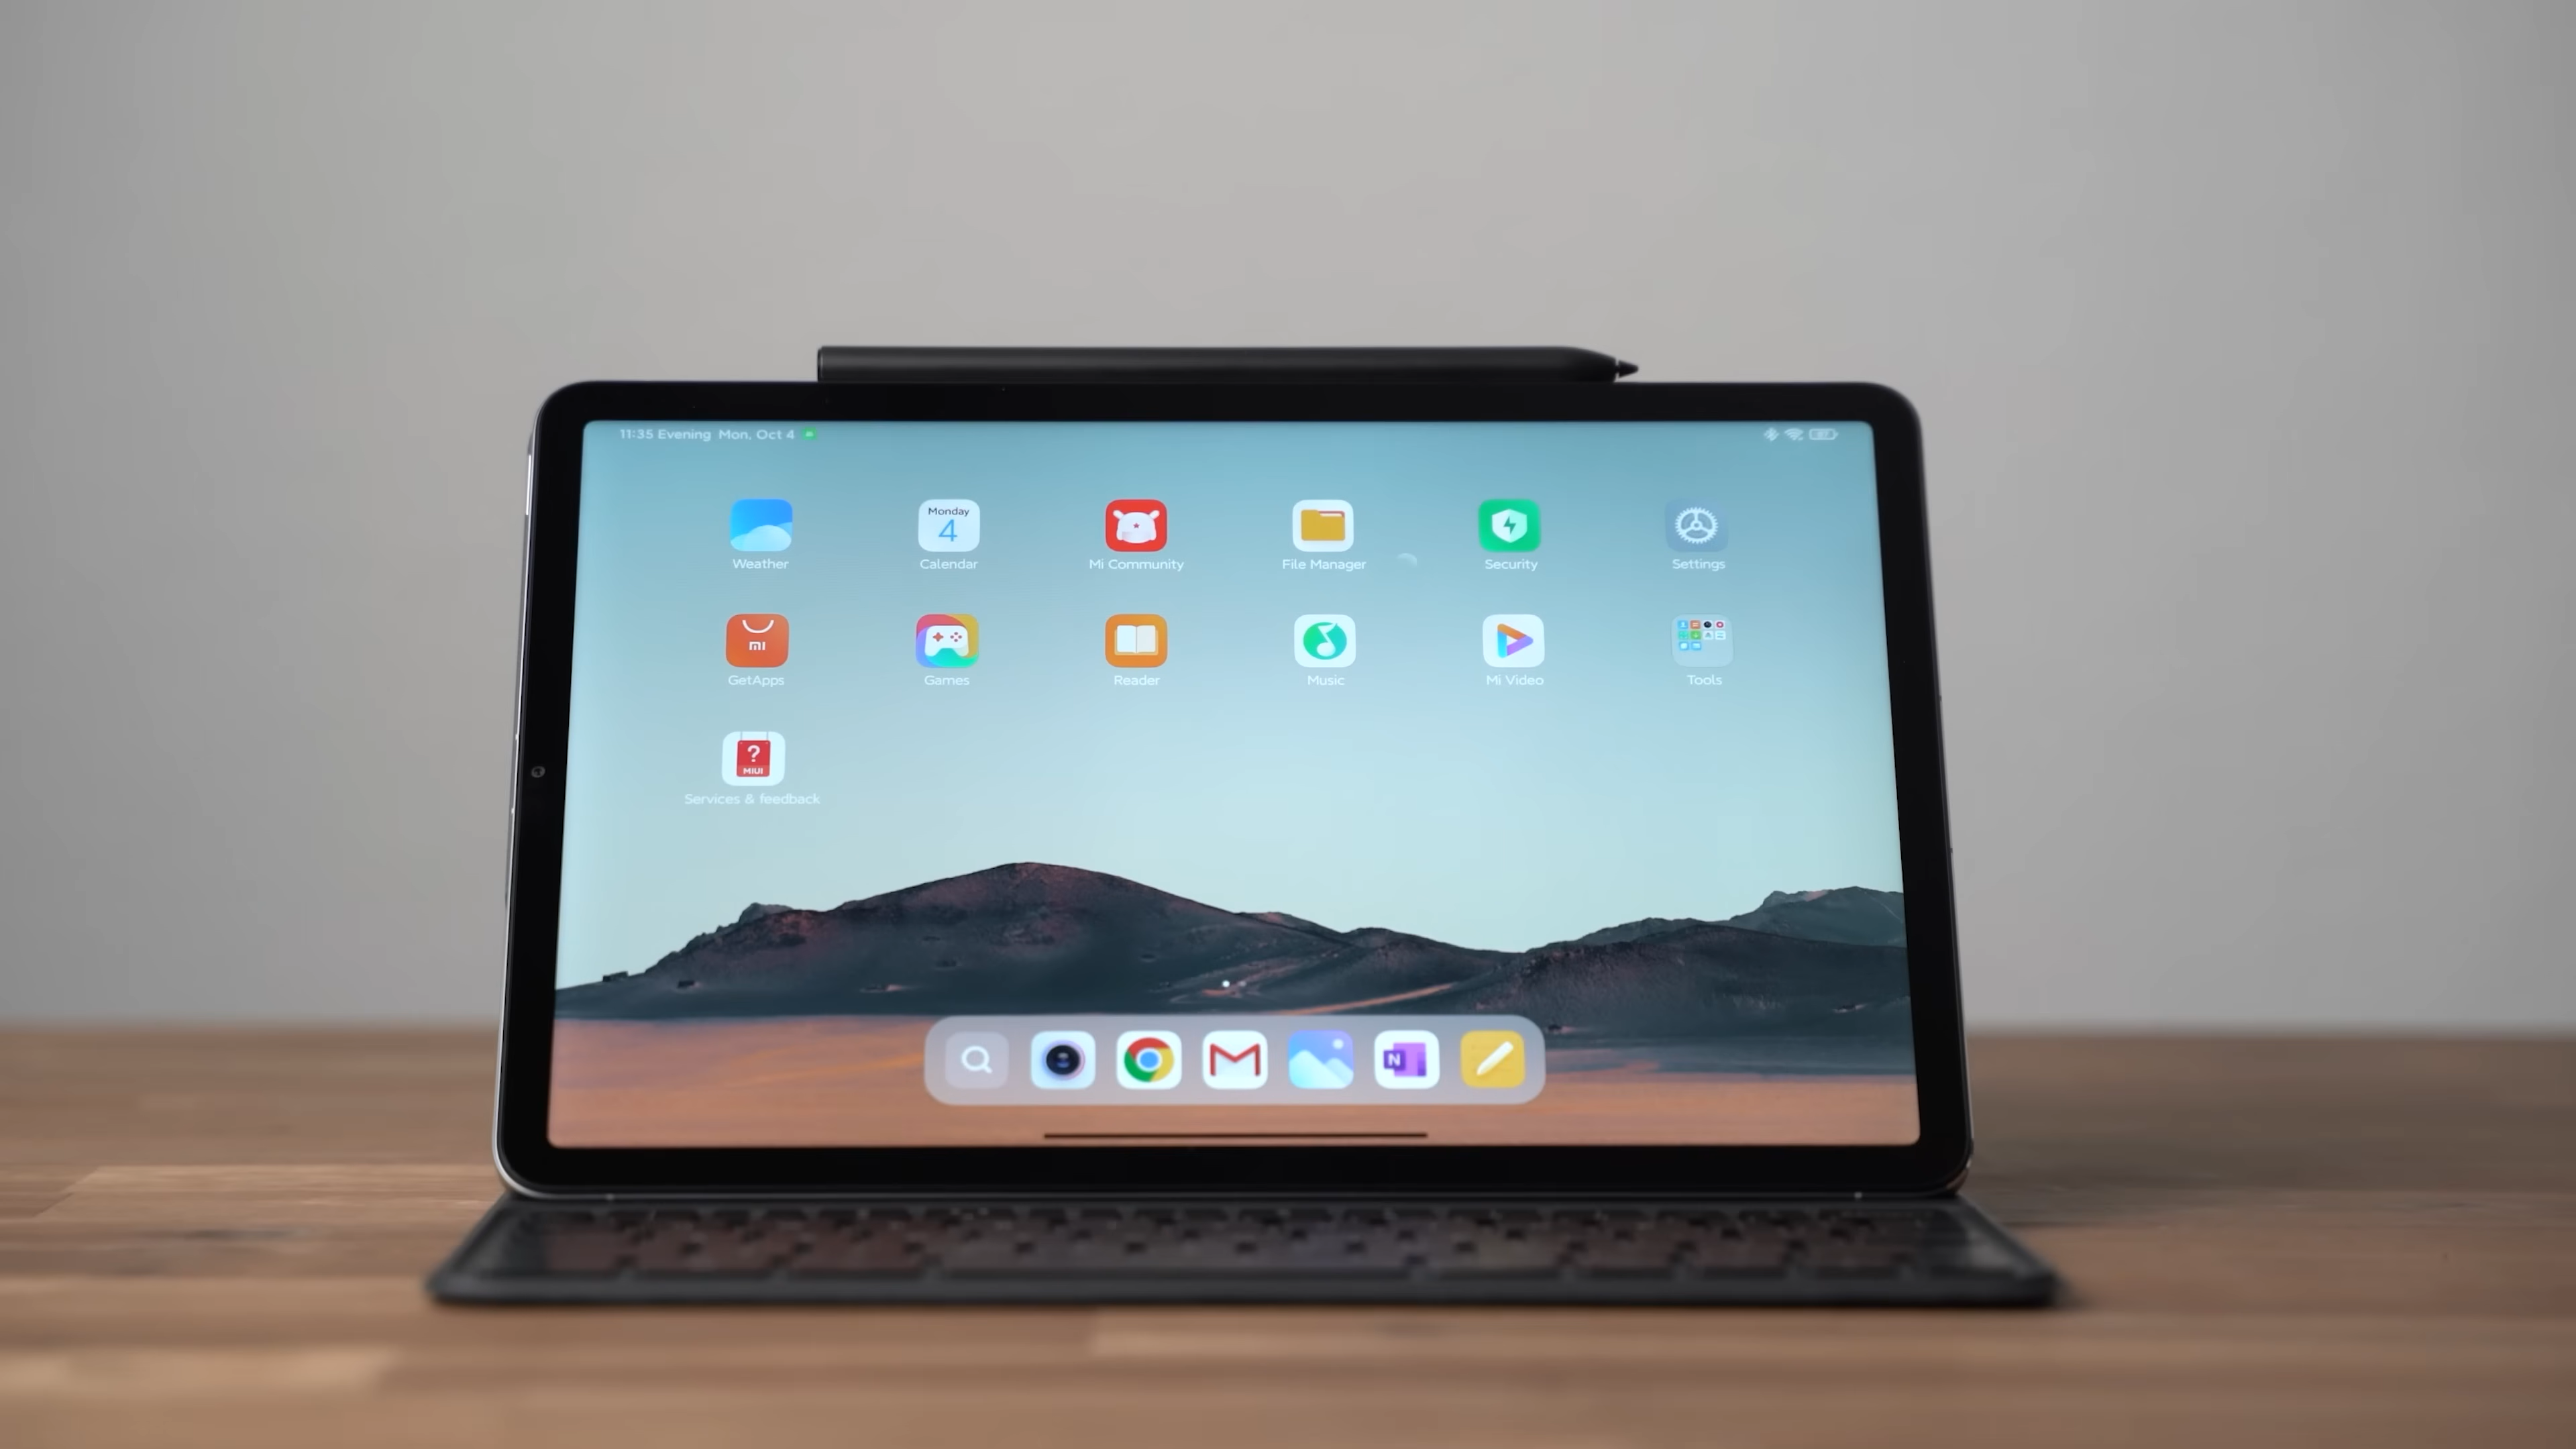 11:35 Evening Mon, Oct 4
Monday
4
Weather
Calendar
Mi Community
File Manager
Security
Settings
mi
GetApps
Games
Reader
Music
Mi Video
Tools
?
MIUI
Services & feedback
N